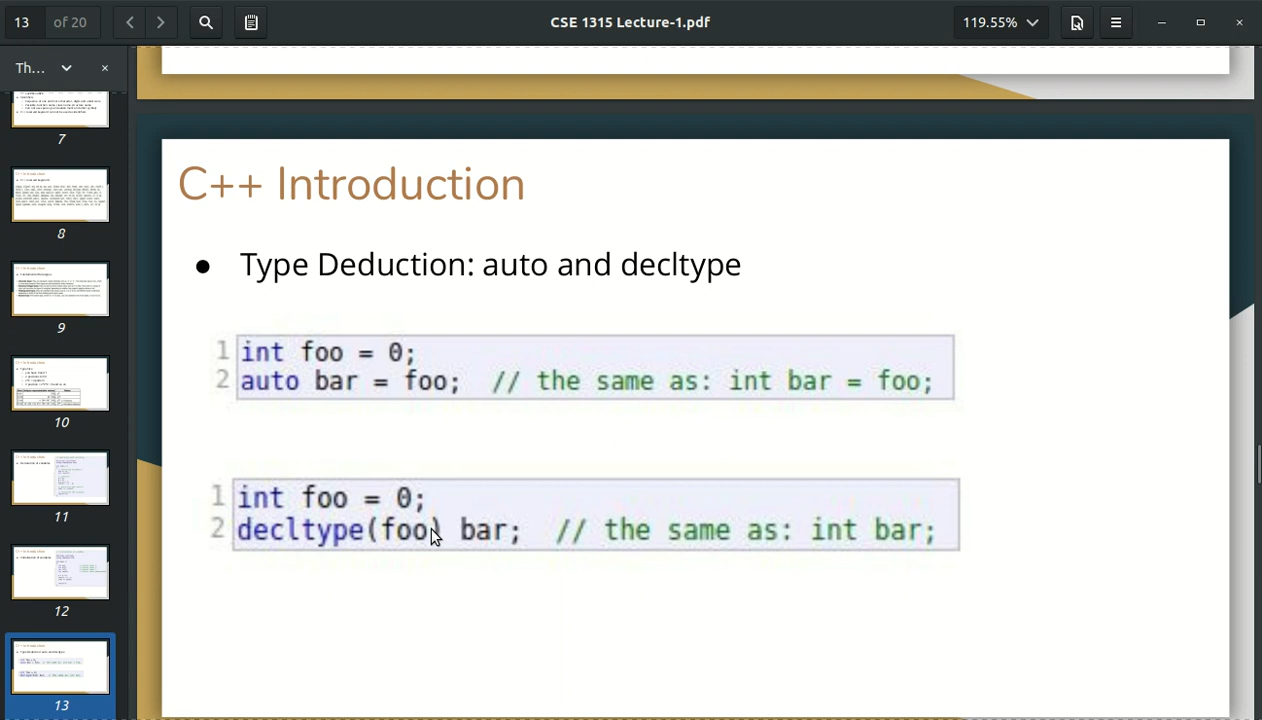 13 of 20
CSE 1315 Lecture-1.pdf
119.55%
Th...
7
8
9
10
11
12
13
C++ Introduction
● Type Deduction: auto and decltype
1 int foo = 0;
2 auto bar = foo;  // the same as: int bar = foo;
1 int foo = 0;
2 decltype(foo) bar;  // the same as: int bar;